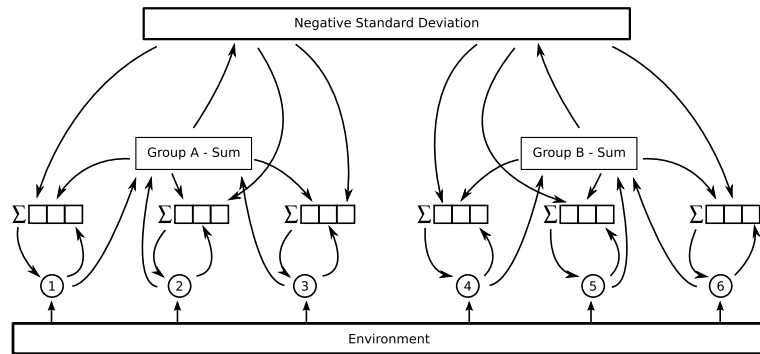 Negative Standard Deviation
Group A - Sum
Group B - Sum
Σ Σ Σ Σ Σ Σ
1 2 3 4 5 6
Environment